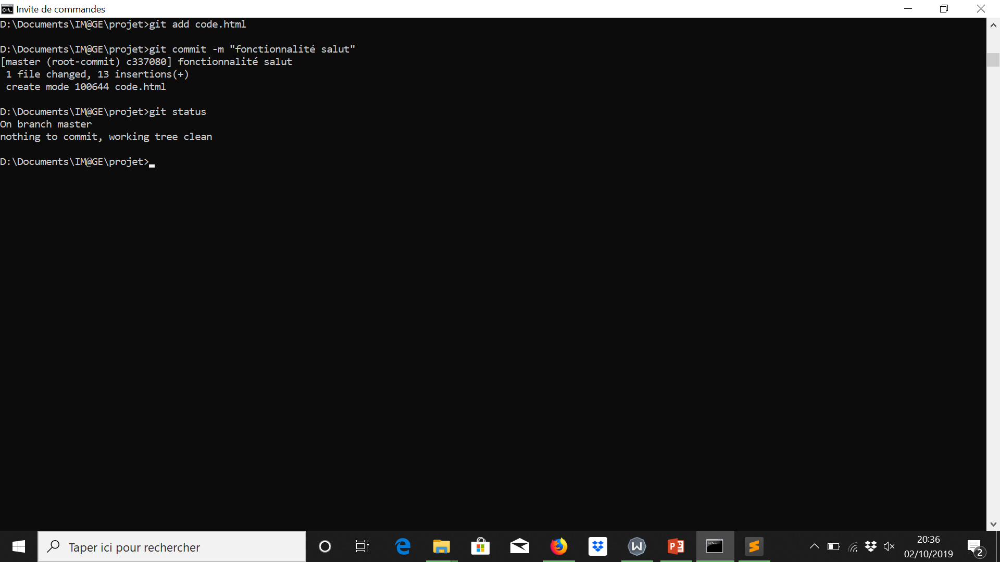 Invite de commandes
D:\Documents\IM@GE\projet>git add code.html
D:\Documents\IM@GE\projet>git commit -m "fonctionnalité salut"
[master (root-commit) c337080] fonctionnalité salut
 1 file changed, 13 insertions(+)
 create mode 100644 code.html
D:\Documents\IM@GE\projet>git status
On branch master
nothing to commit, working tree clean
D:\Documents\IM@GE\projet>
Taper ici pour rechercher
20:36
02/10/2019
2